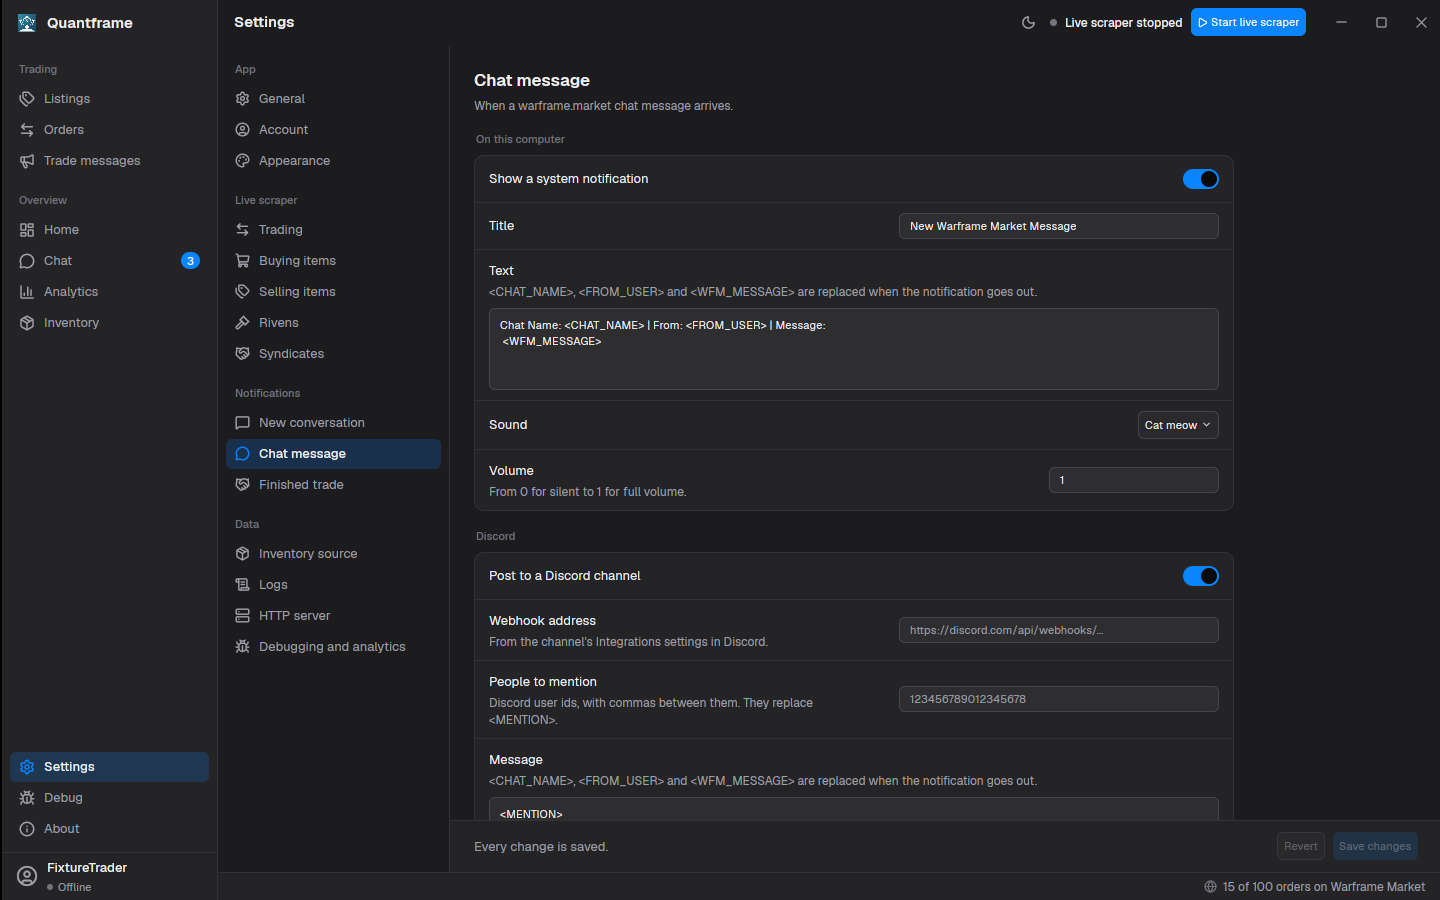 Quantframe
Trading
Listings
Orders
Trade messages
Overview
Home
Chat
3
Analytics
Inventory
Settings
Debug
About
FixtureTrader
Offline
Settings
Live scraper stopped
Start live scraper
App
General
Account
Appearance
Live scraper
Trading
Buying items
Selling items
Rivens
Syndicates
Notifications
New conversation
Chat message
Finished trade
Data
Inventory source
Logs
HTTP server
Debugging and analytics
Chat message
When a warframe.market chat message arrives.
On this computer
Show a system notification
Title
New Warframe Market Message
Text
<CHAT_NAME>, <FROM_USER> and <WFM_MESSAGE> are replaced when the notification goes out.
Chat Name: <CHAT_NAME> | From: <FROM_USER> | Message:
<WFM_MESSAGE>
Sound
Cat meow
Volume
From 0 for silent to 1 for full volume.
1
Discord
Post to a Discord channel
Webhook address
From the channel's Integrations settings in Discord.
https://discord.com/api/webhooks/...
People to mention
Discord user ids, with commas between them. They replace
<MENTION>.
123456789012345678
Message
<CHAT_NAME>, <FROM_USER> and <WFM_MESSAGE> are replaced when the notification goes out.
<MENTION>
Every change is saved.
Revert
Save changes
15 of 100 orders on Warframe Market